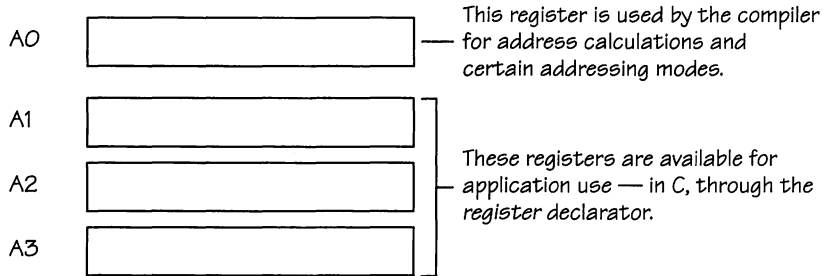 A0
This register is used by the compiler
for address calculations and
certain addressing modes.
A1
A2
These registers are available for
application use — in C, through the
register declarator.
A3